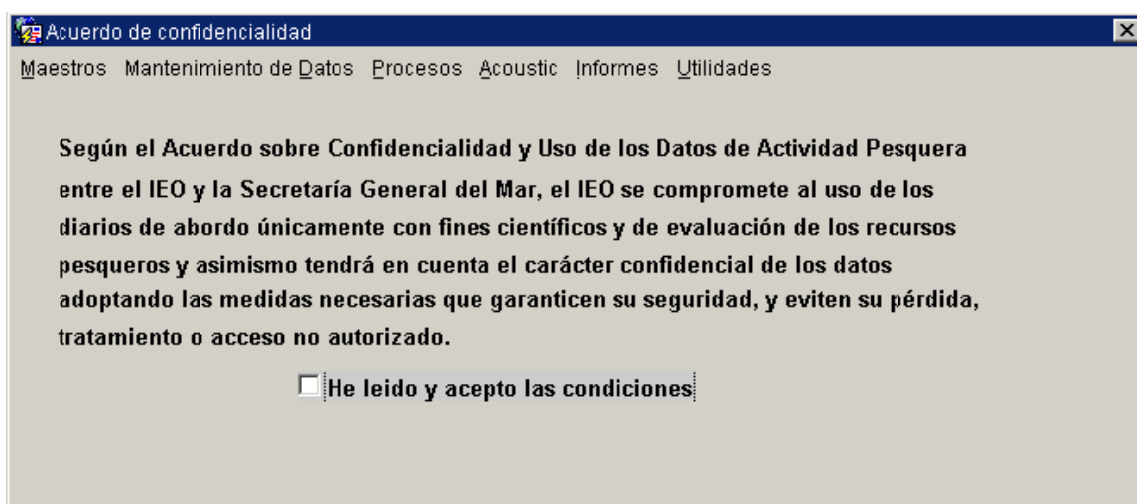 Acuerdo de confidencialidad
Maestros Mantenimiento de Datos Procesos Acoustic Informes Utilidades
Según el Acuerdo sobre Confidencialidad y Uso de los Datos de Actividad Pesquera
entre el IEO y la Secretaría General del Mar, el IEO se compromete al uso de los
diarios de abordo únicamente con fines científicos y de evaluación de los recursos
pesqueros y asimismo tendrá en cuenta el carácter confidencial de los datos
adoptando las medidas necesarias que garanticen su seguridad, y eviten su pérdida,
tratamiento o acceso no autorizado.
He leido y acepto las condiciones